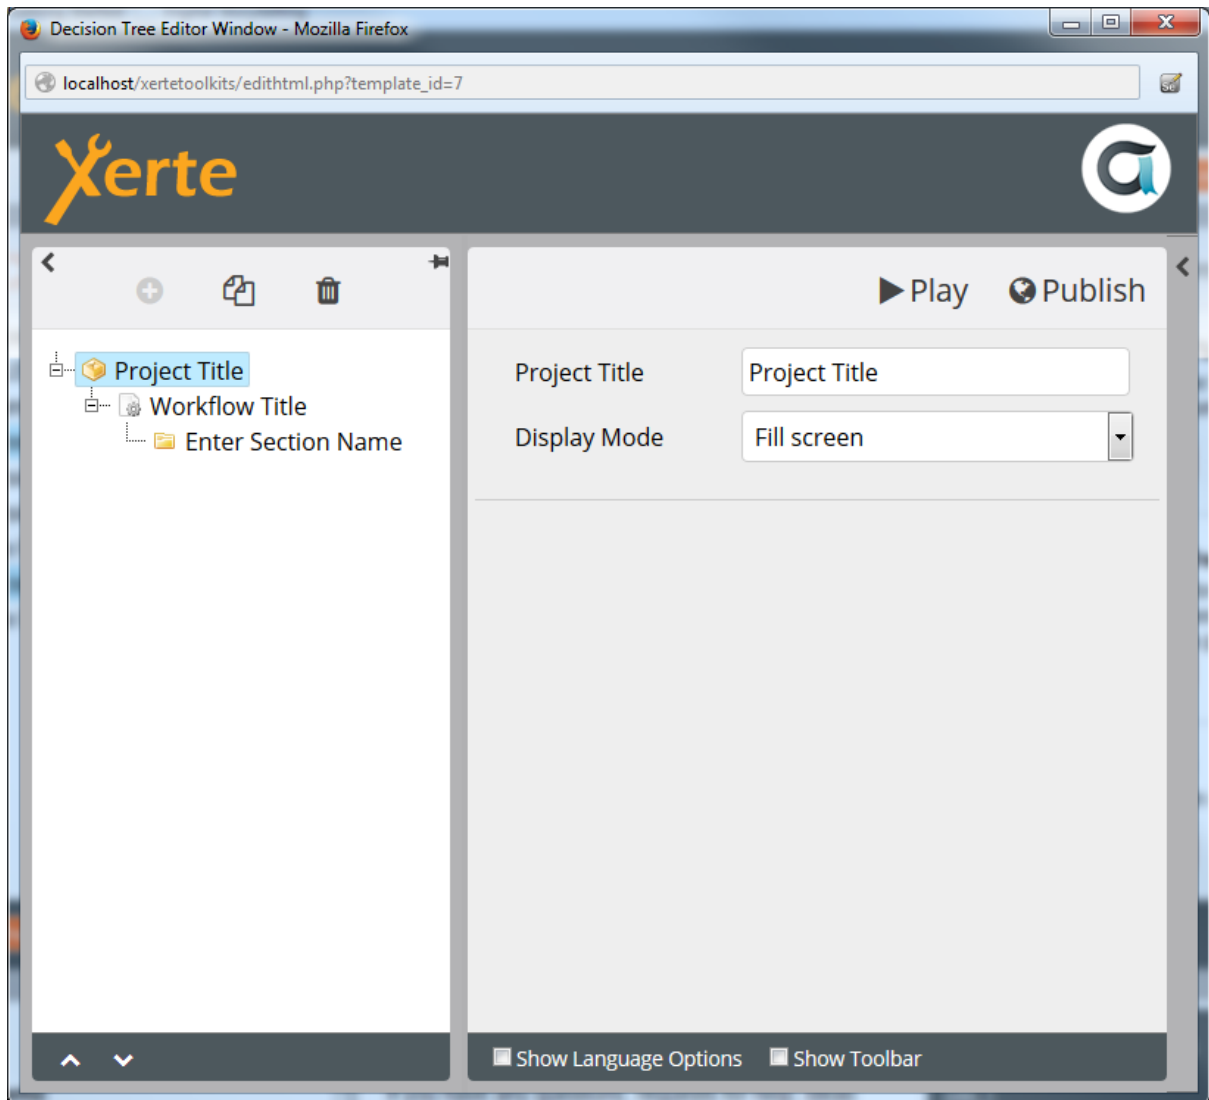 Decision Tree Editor Window - Mozilla Firefox
localhost/xertetoolkits/edithtml.php?template_id=7
Xerte
Play Publish
Project Title
Workflow Title
Enter Section Name
Project Title Project Title
Display Mode Fill screen
Show Language Options Show Toolbar